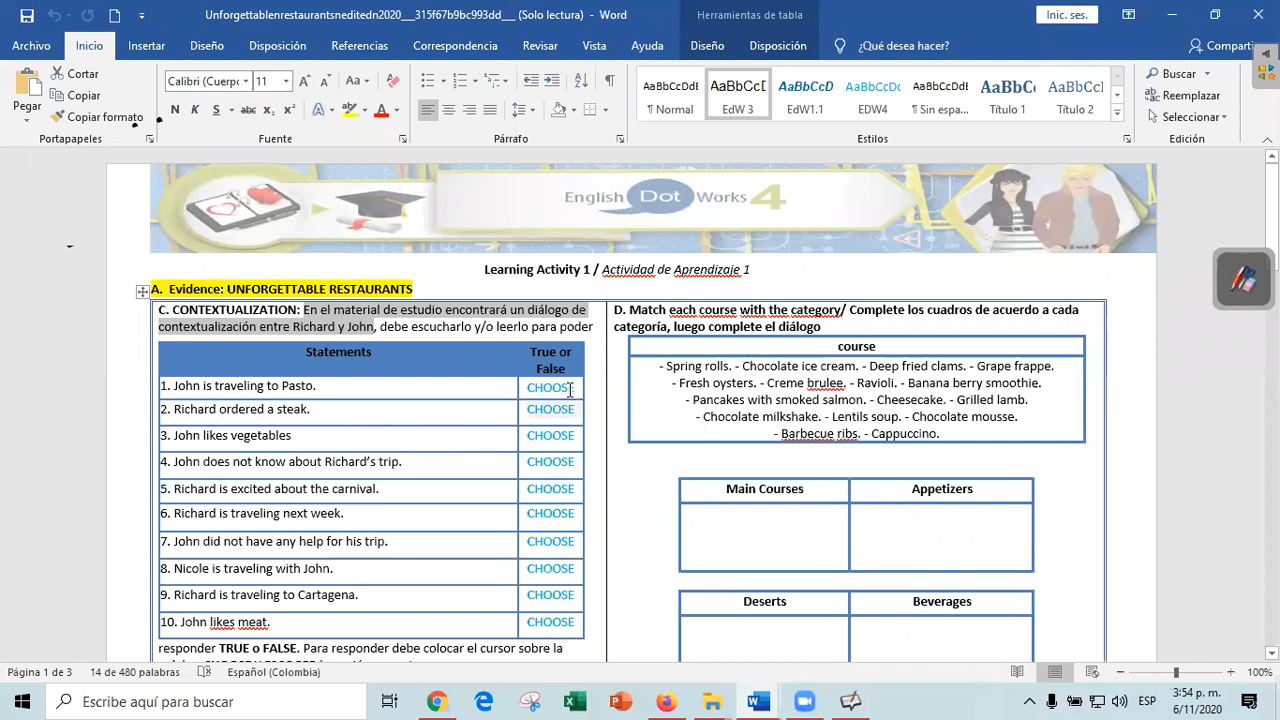 Unforgettablerestaurantsneditedrn2020___315f67b9bc993dd___ (Solo lectura) - Word
Herramientas de tabla
Inic. ses.
Archivo Inicio Insertar Diseño Disposición Referencias Correspondencia Revisar Vista Ayuda Diseño Disposición ¿Qué desea hacer?
Pegar
Cortar
Copiar
Copiar formato
Portapapeles
Calibri (Cuerpo 11
N K S abc x₂ x²
Fuente
Párrafo
AaBbCcDc AaBbCcD AaBbCcD AaBbCcDc AaBbCcDc AaBbC AaBbCcD
¶ Normal EdW 3 EdW1.1 EDW4 ¶ Sin espa... Título 1 Título 2
Estilos
Buscar
Reemplazar
Seleccionar
Edición
English Dot Works 4
Learning Activity 1 / Actividad de Aprendizaje 1
A. Evidence: UNFORGETTABLE RESTAURANTS
C. CONTEXTUALIZATION: En el material de estudio encontrará un diálogo de
contextualización entre Richard y John, debe escucharlo y/o leerlo para poder
Statements True or
False
1. John is traveling to Pasto. CHOOSE
2. Richard ordered a steak. CHOOSE
3. John likes vegetables CHOOSE
4. John does not know about Richard's trip. CHOOSE
5. Richard is excited about the carnival. CHOOSE
6. Richard is traveling next week. CHOOSE
7. John did not have any help for his trip. CHOOSE
8. Nicole is traveling with John. CHOOSE
9. Richard is traveling to Cartagena. CHOOSE
10. John likes meat. CHOOSE
responder TRUE o FALSE. Para responder debe colocar el cursor sobre la
D. Match each course with the category/ Complete los cuadros de acuerdo a cada
categoría, luego complete el diálogo
course
- Spring rolls. - Chocolate ice cream. - Deep fried clams. - Grape frappe.
- Fresh oysters. - Creme brulee. - Ravioli. - Banana berry smoothie.
- Pancakes with smoked salmon. - Cheesecake. - Grilled lamb.
- Chocolate milkshake. - Lentils soup. - Chocolate mousse.
- Barbecue ribs. - Cappuccino.
Main Courses Appetizers
Deserts Beverages
Página 1 de 3 14 de 480 palabras Español (Colombia) 100%
Escribe aquí para buscar
ESP
3:54 p. m.
6/11/2020